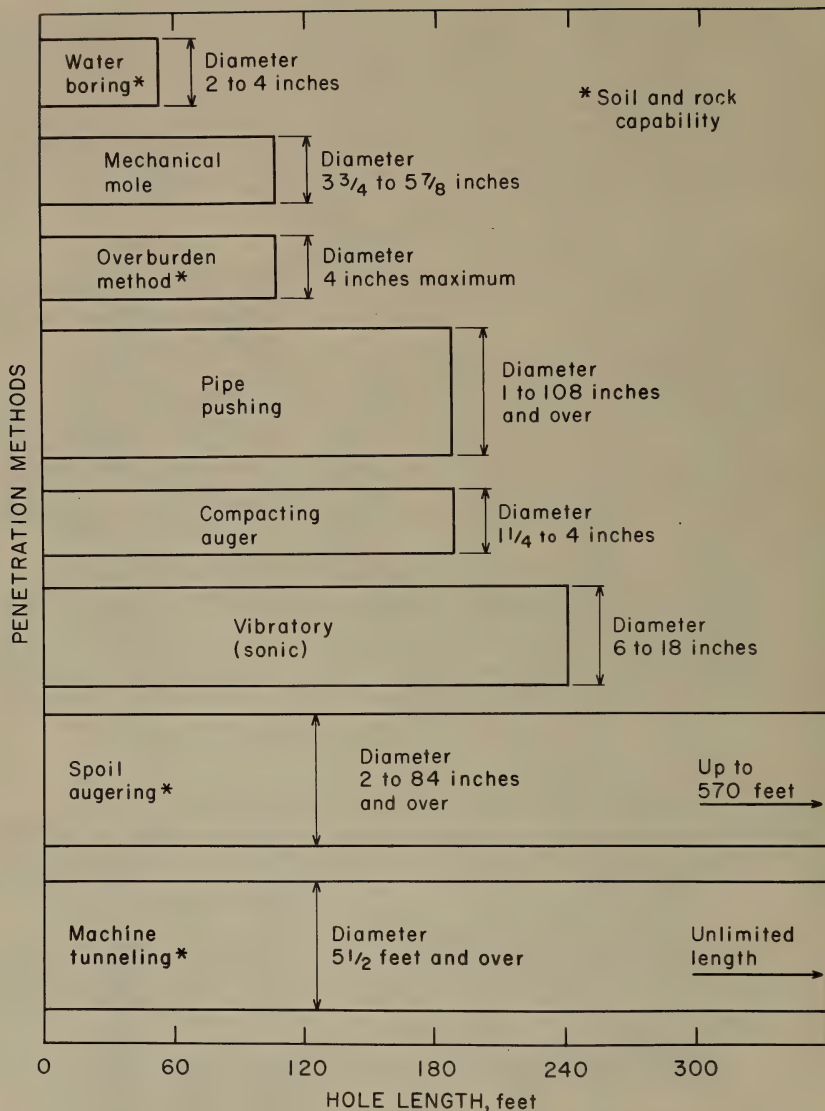 Water
boring*
Diameter
2 to 4 inches
* Soil and rock
capability
Mechanical
mole
Diameter
3 3/4 to 5 7/8 inches
Overburden
method*
Diameter
4 inches maximum
Pipe
pushing
Diameter
1 to 108 inches
and over
Compacting
auger
Diameter
1 1/4 to 4 inches
Vibratory
(sonic)
Diameter
6 to 18 inches
Spoil
augering*
Diameter
2 to 84 inches
and over
Up to
570 feet
Machine
tunneling*
Diameter
5 1/2 feet and over
Unlimited
length
PENETRATION METHODS
0 60 120 180 240 300
HOLE LENGTH, feet